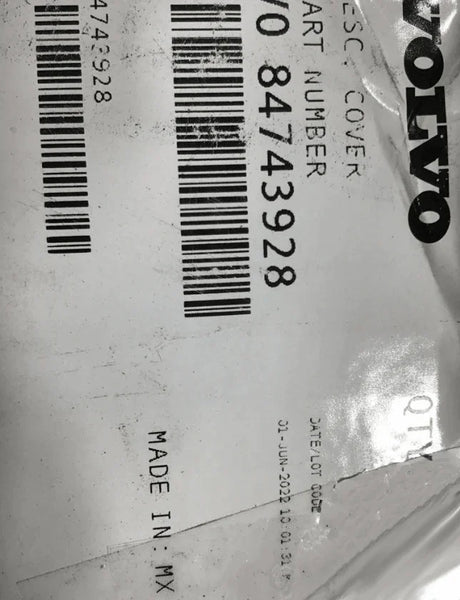 VOLVO
QTY
ESC. COVER
ART NUMBER
DATE/LOT CODE
VO 84743928
01-JUN-2022 10:01:31 P
4743928
MADE IN: MX